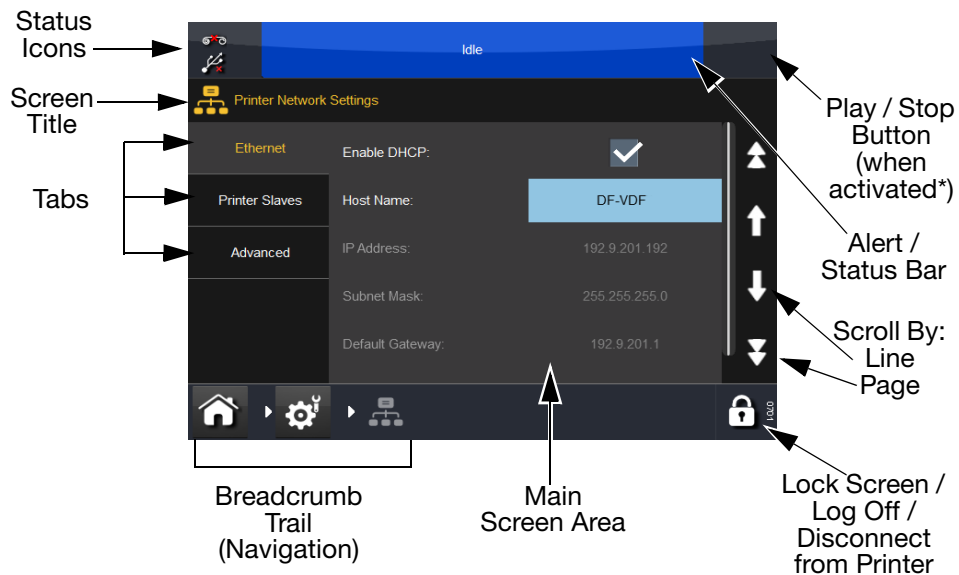 Status
Icons
Idle
Screen
Title
Printer Network Settings
Play / Stop
Button
(when
activated*)
Tabs
Ethernet
Enable DHCP:
Printer Slaves
Host Name:
DF-VDF
Advanced
IP Address:
192.9.201.192
Alert /
Status Bar
Subnet Mask:
255.255.255.0
Default Gateway:
192.9.201.1
Scroll By:
Line
Page
0701
Breadcrumb
Trail
(Navigation)
Main
Screen Area
Lock Screen /
Log Off /
Disconnect
from Printer